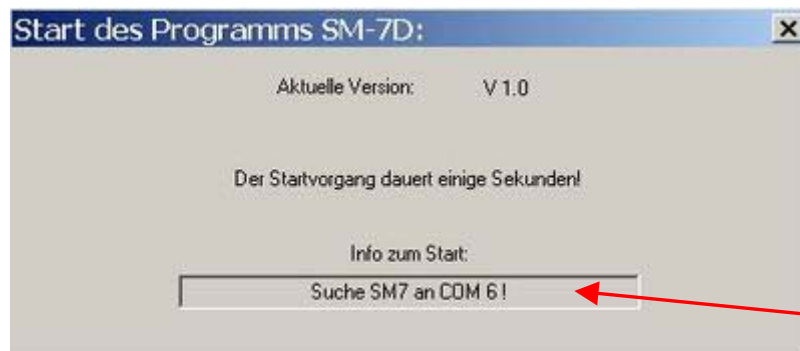 Start des Programms SM-7D:
Aktuelle Version: V 1.0
Der Startvorgang dauert einige Sekunden!
Info zum Start:
Suche SM7 an COM 6 !